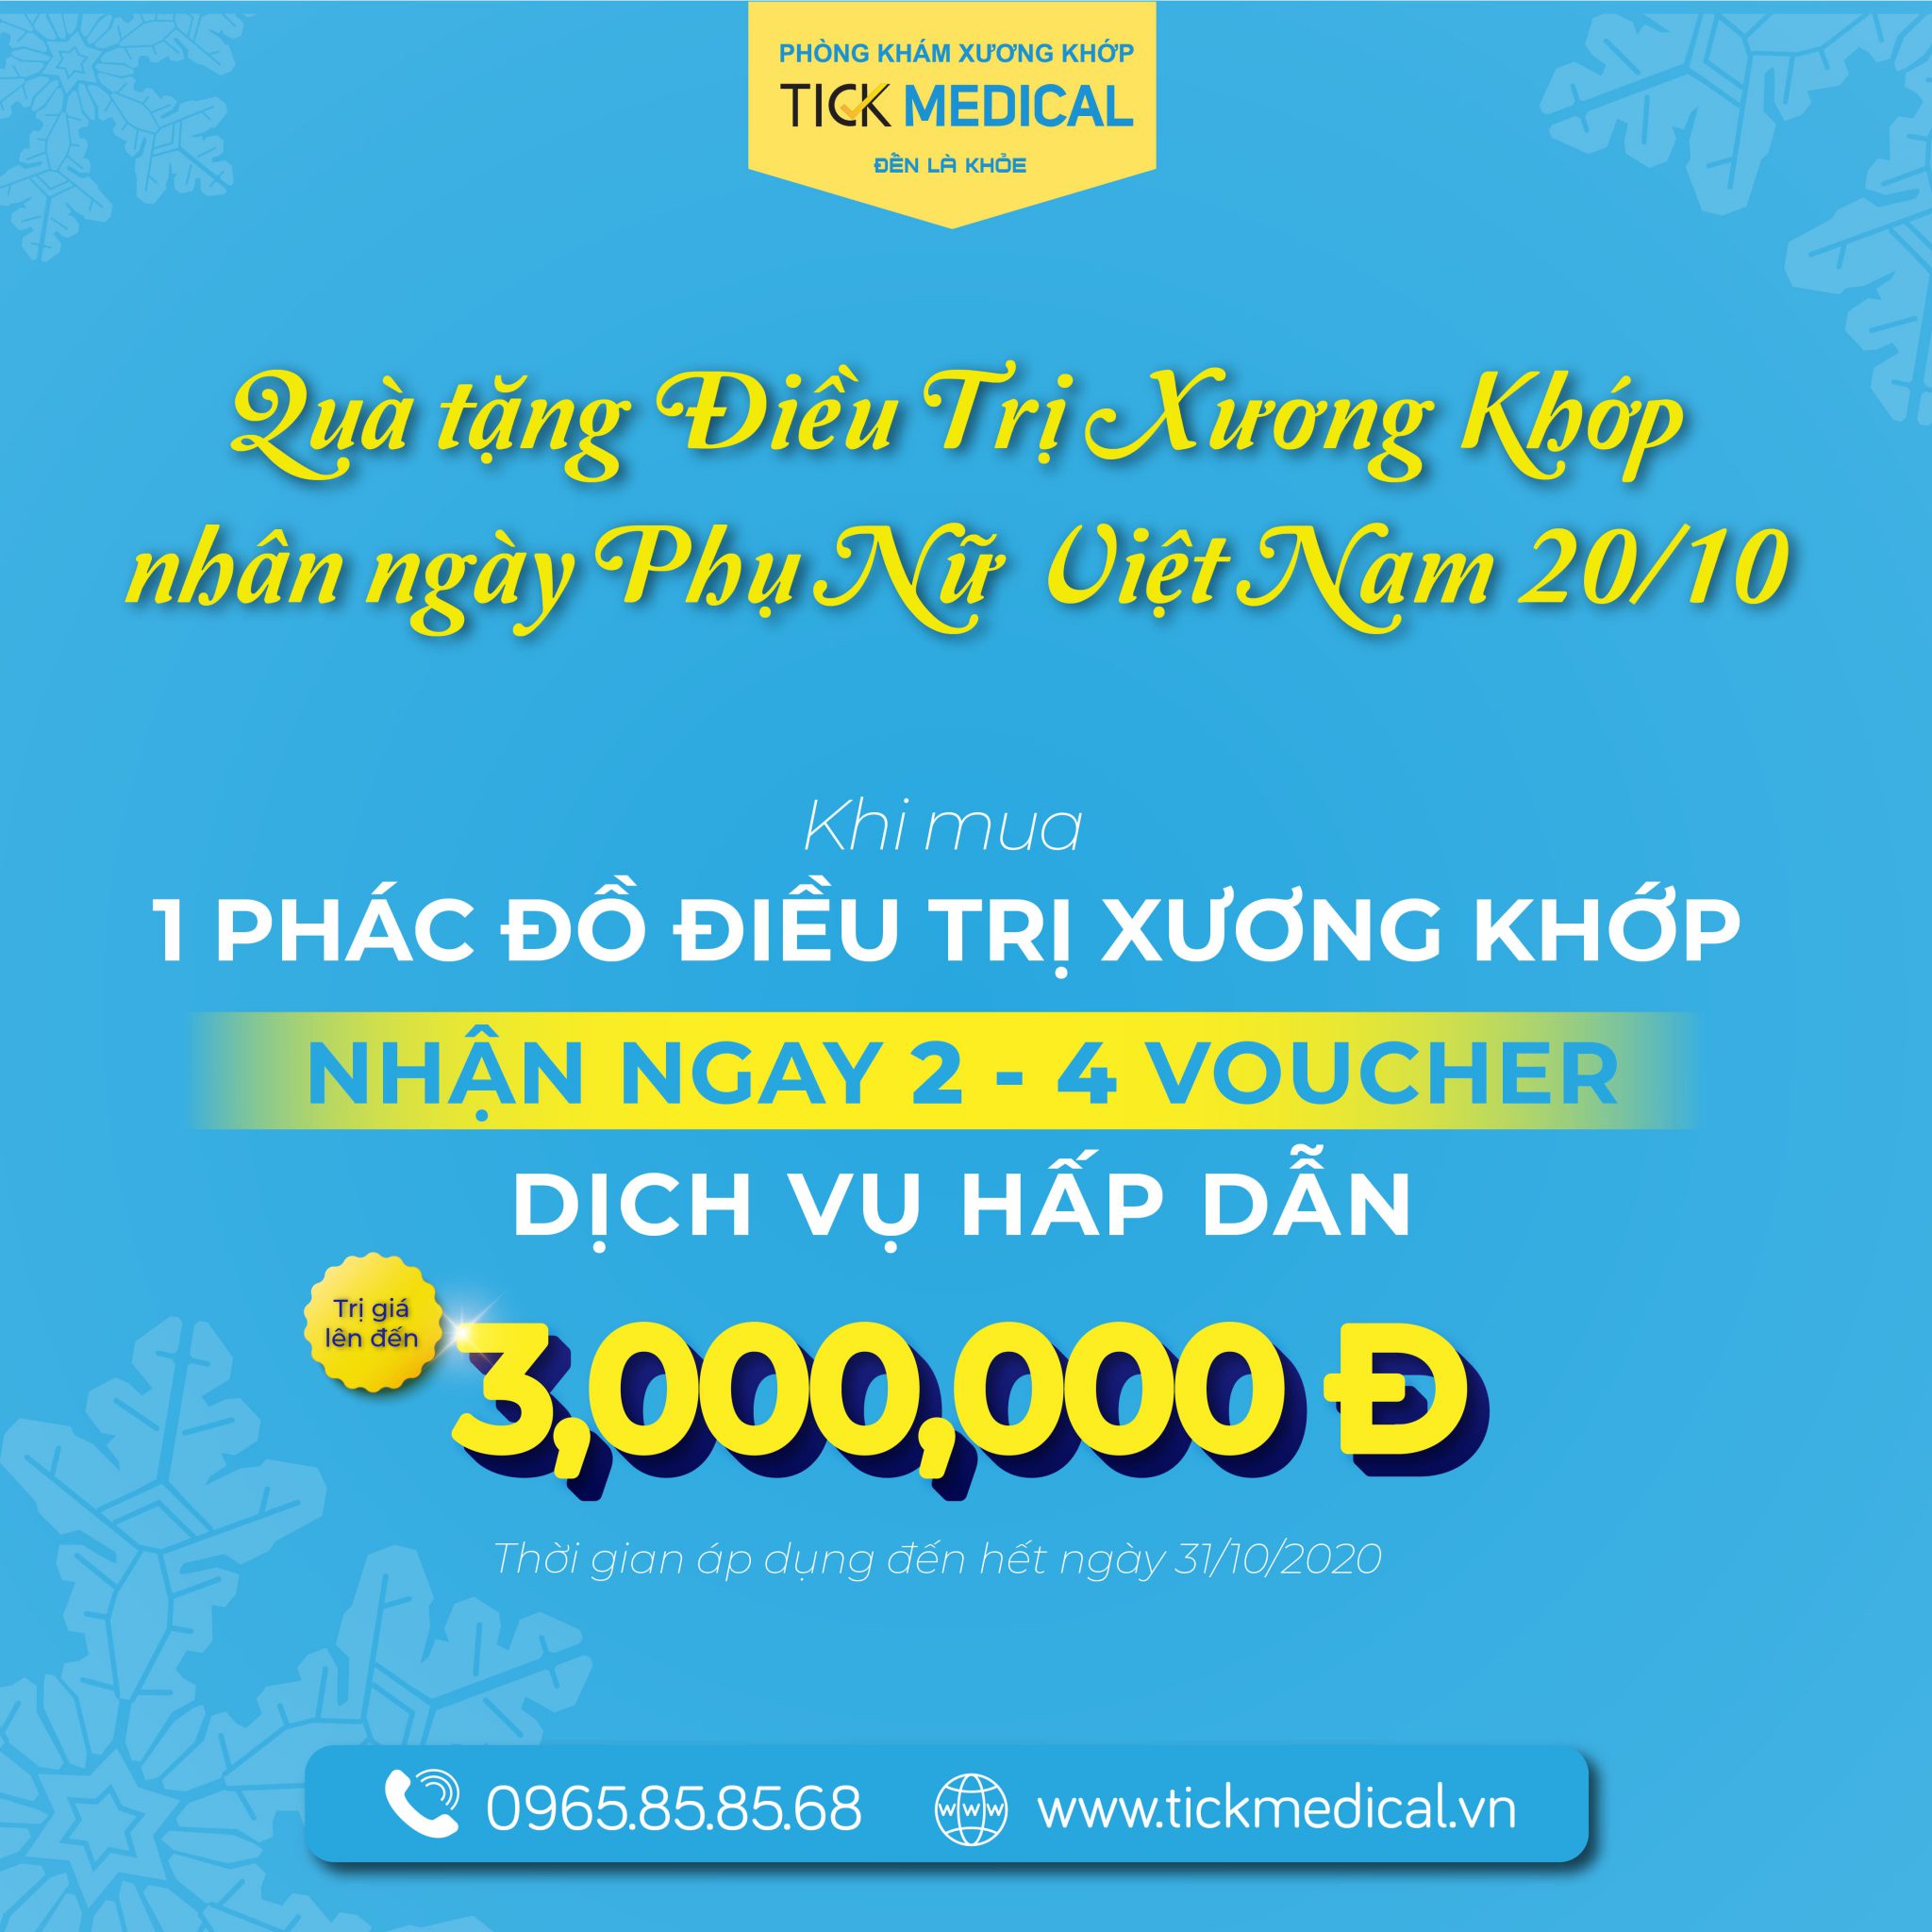 PHÒNG KHÁM XƯƠNG KHỚP
TICK MEDICAL
ĐẾN LÀ KHỎE
Quà tặng Điều Trị Xương Khớp
nhân ngày Phụ Nữ Việt Nam 20/10
Khi mua
1 PHÁC ĐỒ ĐIỀU TRỊ XƯƠNG KHỚP
NHẬN NGAY 2 - 4 VOUCHER
DỊCH VỤ HẤP DẪN
Trị giá
lên đến
3,000,000 Đ
Thời gian áp dụng đến hết ngày 31/10/2020
0965.85.85.68
www
www.tickmedical.vn